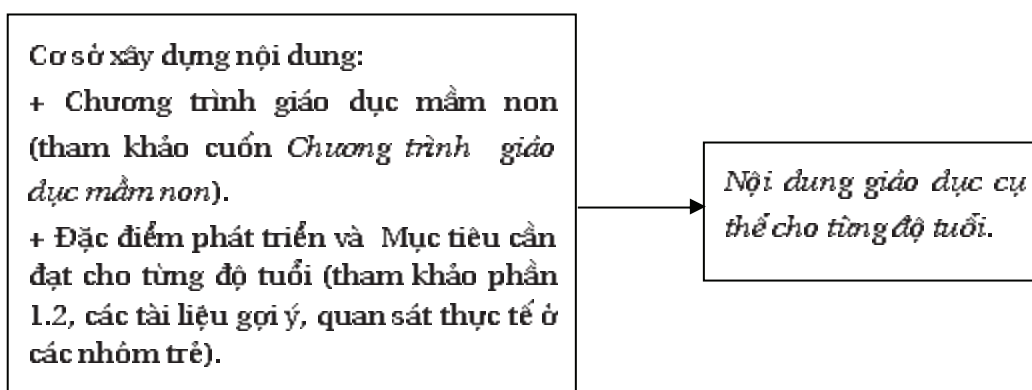 Cơ sở xây dựng nội dung:
+ Chương trình giáo dục mầm non
(tham khảo cuốn Chương trình giáo
dục mầm non).
+ Đặc điểm phát triển và Mục tiêu cần
đạt cho từng độ tuổi (tham khảo phần
1.2, các tài liệu gợi ý, quan sát thực tế ở
các nhóm trẻ).
Nội dung giáo dục cụ
thể cho từng độ tuổi.